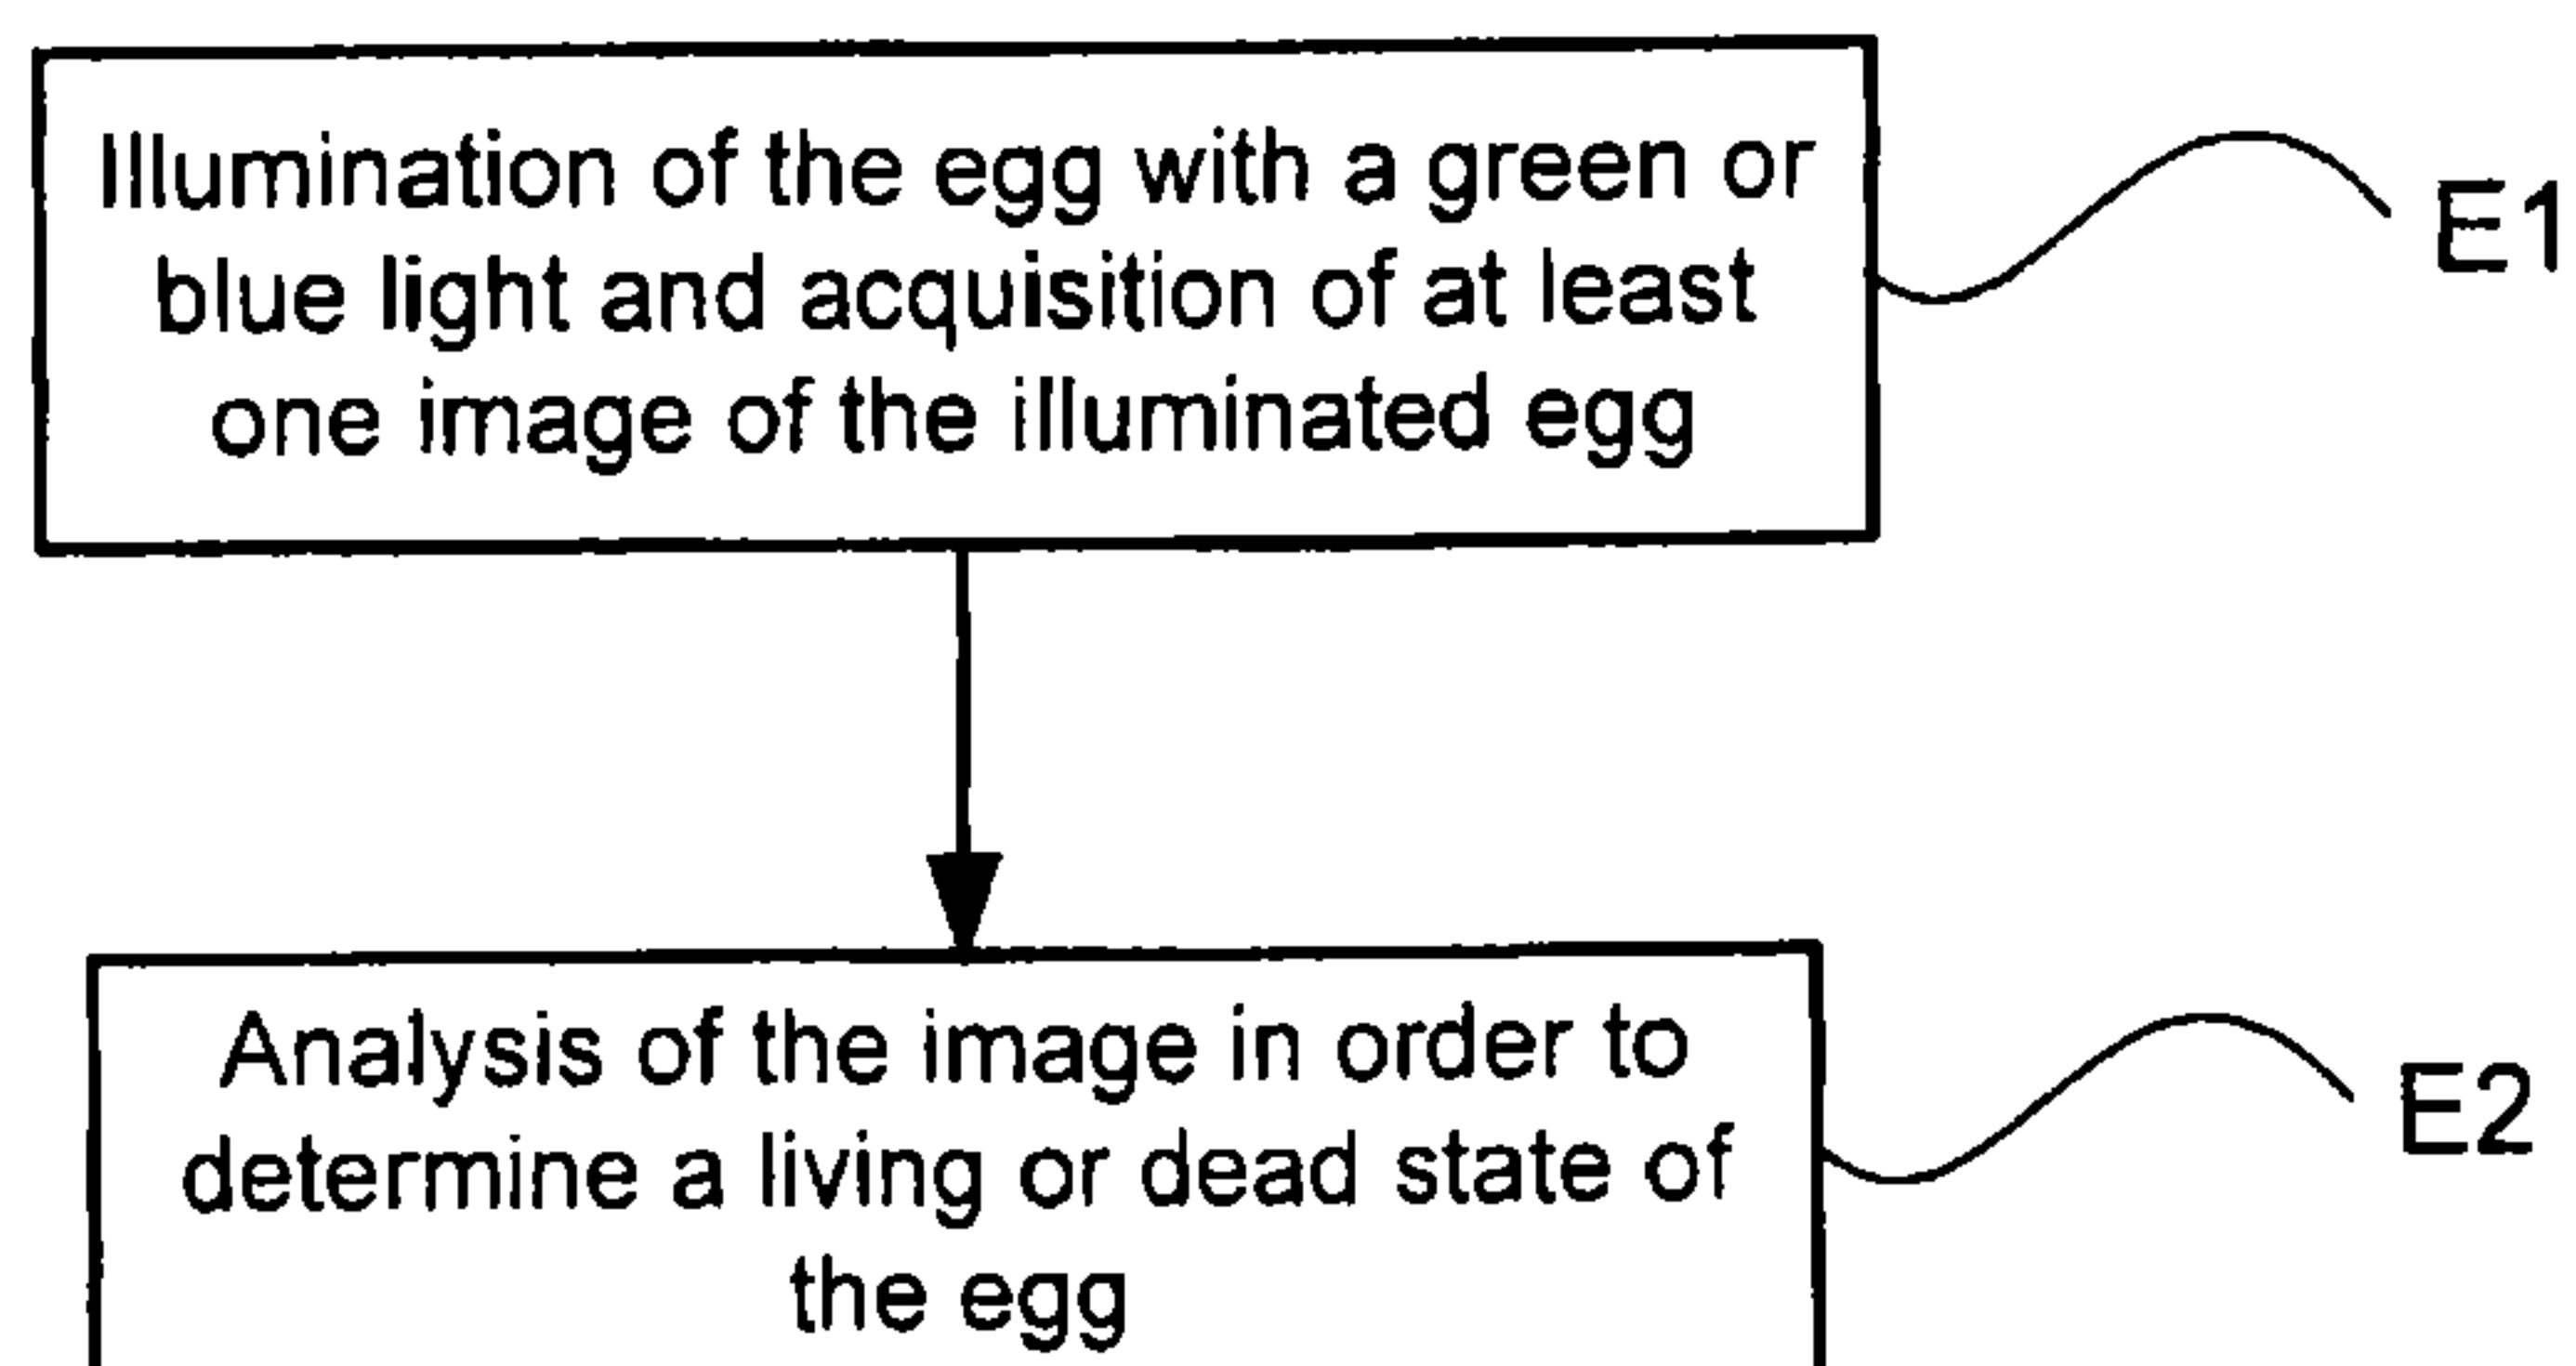 Illumination of the egg with a green or
blue light and acquisition of at least
one image of the illuminated egg
E1
Analysis of the image in order to
determine a living or dead state of
the egg
E2